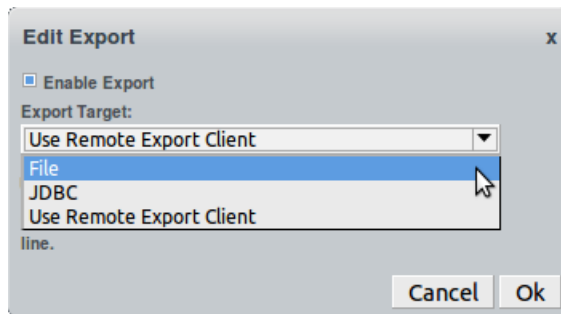 Edit Export
x
Enable Export
Export Target:
Use Remote Export Client
File
JDBC
Use Remote Export Client
line.
Cancel Ok